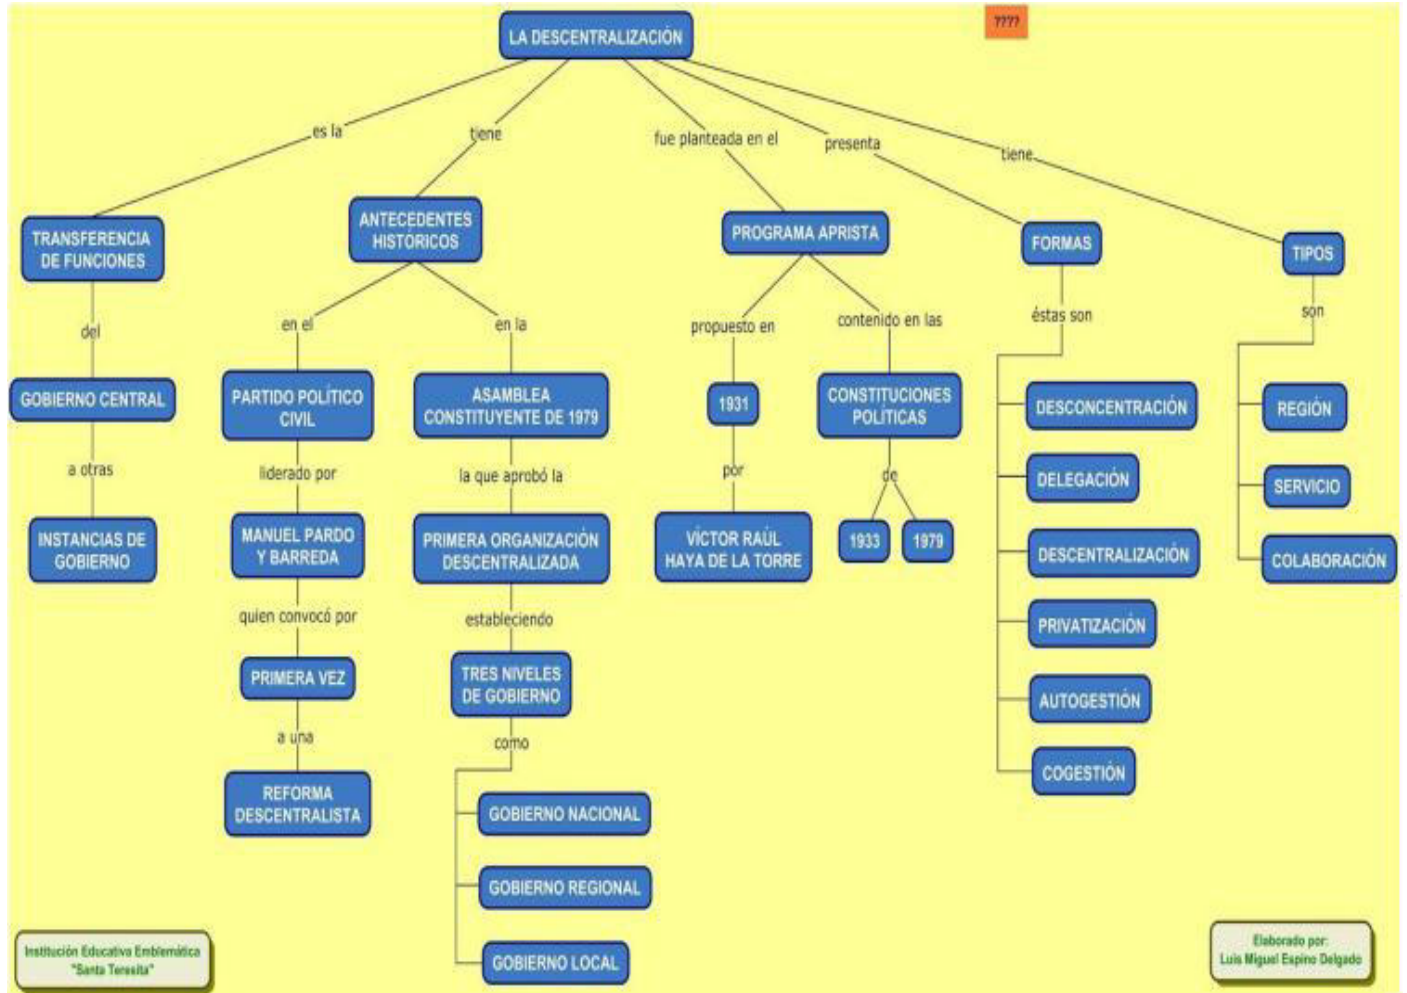 LA DESCENTRALIZACIÓN
????
es la
tiene
fue planteada en el
presenta
tiene
TRANSFERENCIA
DE FUNCIONES
ANTECEDENTES
HISTÓRICOS
PROGRAMA APRISTA
FORMAS
TIPOS
del
en el
en la
propuesto en
contenido en las
éstas son
son
GOBIERNO CENTRAL
PARTIDO POLÍTICO
CIVIL
ASAMBLEA
CONSTITUYENTE DE 1979
1931
CONSTITUCIONES
POLÍTICAS
DESCONCENTRACIÓN
REGIÓN
a otras
liderado por
la que aprobó la
por
de
DELEGACIÓN
SERVICIO
INSTANCIAS DE
GOBIERNO
MANUEL PARDO
Y BARREDA
PRIMERA ORGANIZACIÓN
DESCENTRALIZADA
VÍCTOR RAÚL
HAYA DE LA TORRE
1933
1979
DESCENTRALIZACIÓN
COLABORACIÓN
quien convocó por
estableciendo
PRIVATIZACIÓN
PRIMERA VEZ
TRES NIVELES
DE GOBIERNO
AUTOGESTIÓN
a una
como
COGESTIÓN
REFORMA
DESCENTRALISTA
GOBIERNO NACIONAL
GOBIERNO REGIONAL
GOBIERNO LOCAL
Institución Educativa Emblemática
"Santa Teresita"
Elaborado por:
Luis Miguel Espino Delgado